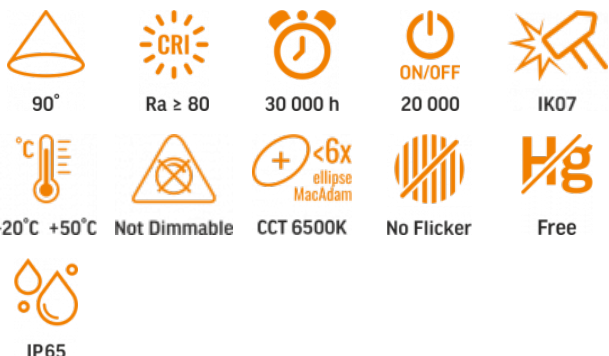 CRI
ON/OFF
90° Ra ≥ 80 30 000 h 20 000 IK07
°C <6x
ellipse
MacAdam
Hg
-20°C +50°C Not Dimmable CCT 6500K No Flicker Free
IP65